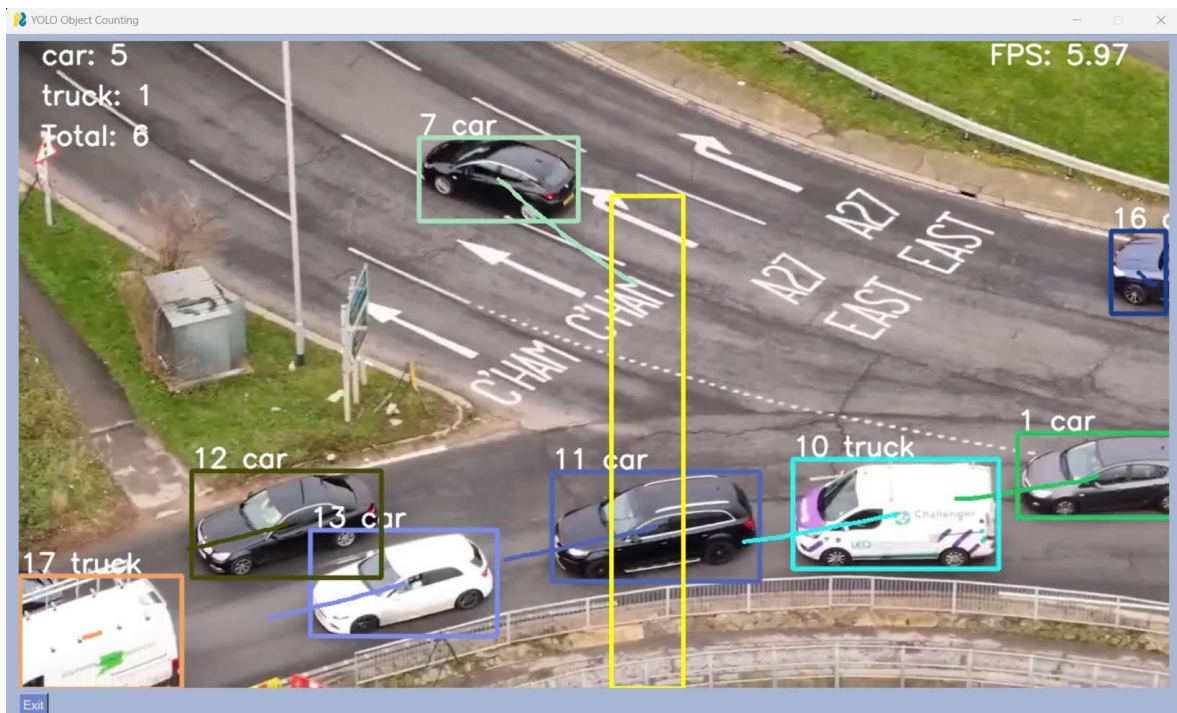 YOLO Object Counting
car: 5
FPS: 5.97
truck: 1
Total: 6
7 car
A27
A27
16 c
EAST
EAST
C'HAM
C'HAM
1 car
10 truck
11 car
12 car
Challenger
13 car
17 truck
Exit